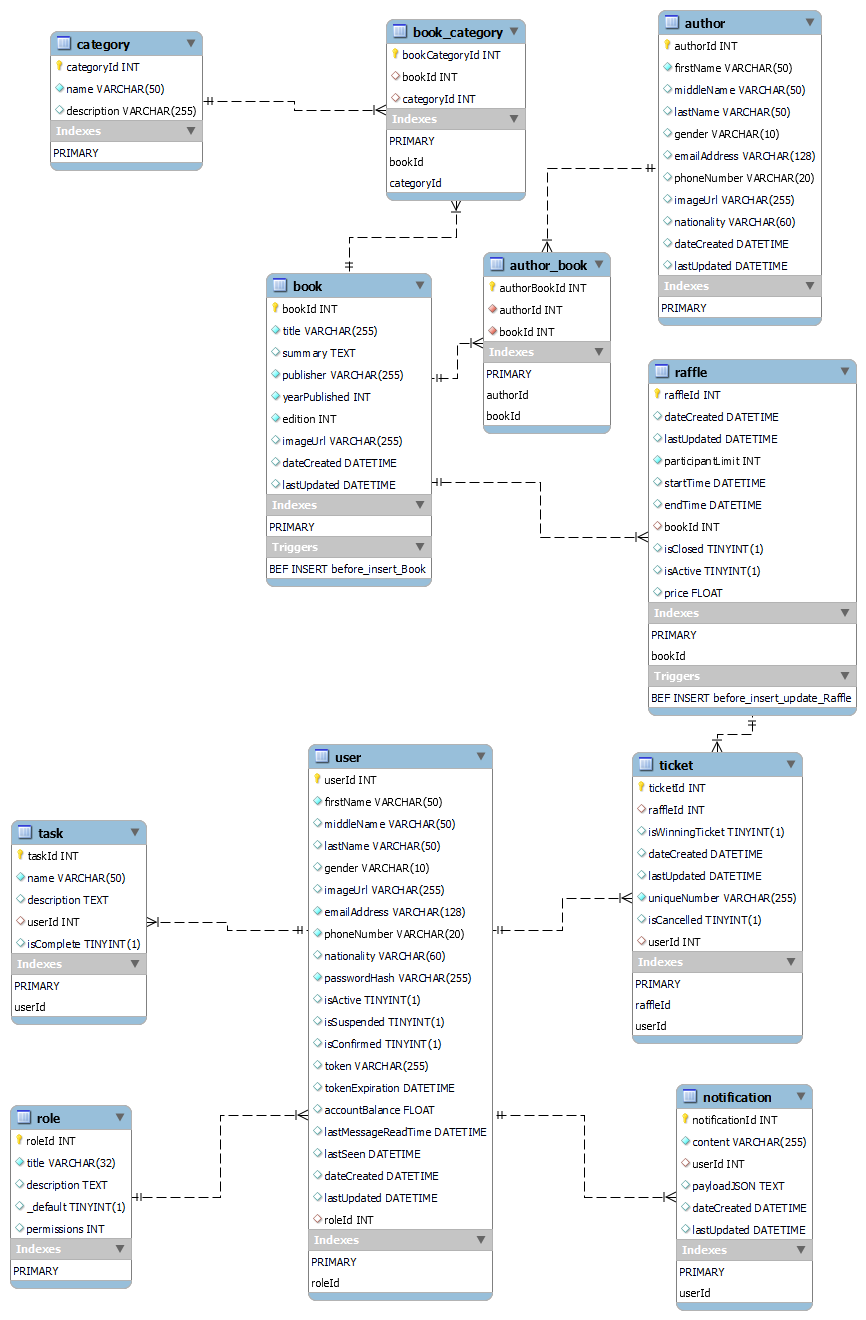 category
categoryId INT
name VARCHAR(50)
description VARCHAR(255)
Indexes
PRIMARY
book_category
bookCategoryId INT
bookId INT
categoryId INT
Indexes
PRIMARY
bookId
categoryId
author
authorId INT
firstName VARCHAR(50)
middleName VARCHAR(50)
lastName VARCHAR(50)
gender VARCHAR(10)
emailAddress VARCHAR(128)
phoneNumber VARCHAR(20)
imageUrl VARCHAR(255)
nationality VARCHAR(60)
dateCreated DATETIME
lastUpdated DATETIME
Indexes
PRIMARY
book
bookId INT
title VARCHAR(255)
summary TEXT
publisher VARCHAR(255)
yearPublished INT
edition INT
imageUrl VARCHAR(255)
dateCreated DATETIME
lastUpdated DATETIME
Indexes
PRIMARY
Triggers
BEF INSERT before_insert_Book
author_book
authorBookId INT
authorId INT
bookId INT
Indexes
PRIMARY
authorId
bookId
raffle
raffleId INT
dateCreated DATETIME
lastUpdated DATETIME
participantLimit INT
startTime DATETIME
endTime DATETIME
bookId INT
isClosed TINYINT(1)
isActive TINYINT(1)
price FLOAT
Indexes
PRIMARY
bookId
Triggers
BEF INSERT before_insert_update_Raffle
task
taskId INT
name VARCHAR(50)
description TEXT
userId INT
isComplete TINYINT(1)
Indexes
PRIMARY
userId
user
userId INT
firstName VARCHAR(50)
middleName VARCHAR(50)
lastName VARCHAR(50)
gender VARCHAR(10)
imageUrl VARCHAR(255)
emailAddress VARCHAR(128)
phoneNumber VARCHAR(20)
nationality VARCHAR(60)
passwordHash VARCHAR(255)
isActive TINYINT(1)
isSuspended TINYINT(1)
isConfirmed TINYINT(1)
token VARCHAR(255)
tokenExpiration DATETIME
accountBalance FLOAT
lastMessageReadTime DATETIME
lastSeen DATETIME
dateCreated DATETIME
lastUpdated DATETIME
roleId INT
Indexes
PRIMARY
roleId
ticket
ticketId INT
raffleId INT
isWinningTicket TINYINT(1)
dateCreated DATETIME
lastUpdated DATETIME
uniqueNumber VARCHAR(255)
isCancelled TINYINT(1)
userId INT
Indexes
PRIMARY
raffleId
userId
role
roleId INT
title VARCHAR(32)
description TEXT
_default TINYINT(1)
permissions INT
Indexes
PRIMARY
notification
notificationId INT
content VARCHAR(255)
userId INT
payloadJSON TEXT
dateCreated DATETIME
lastUpdated DATETIME
Indexes
PRIMARY
userId